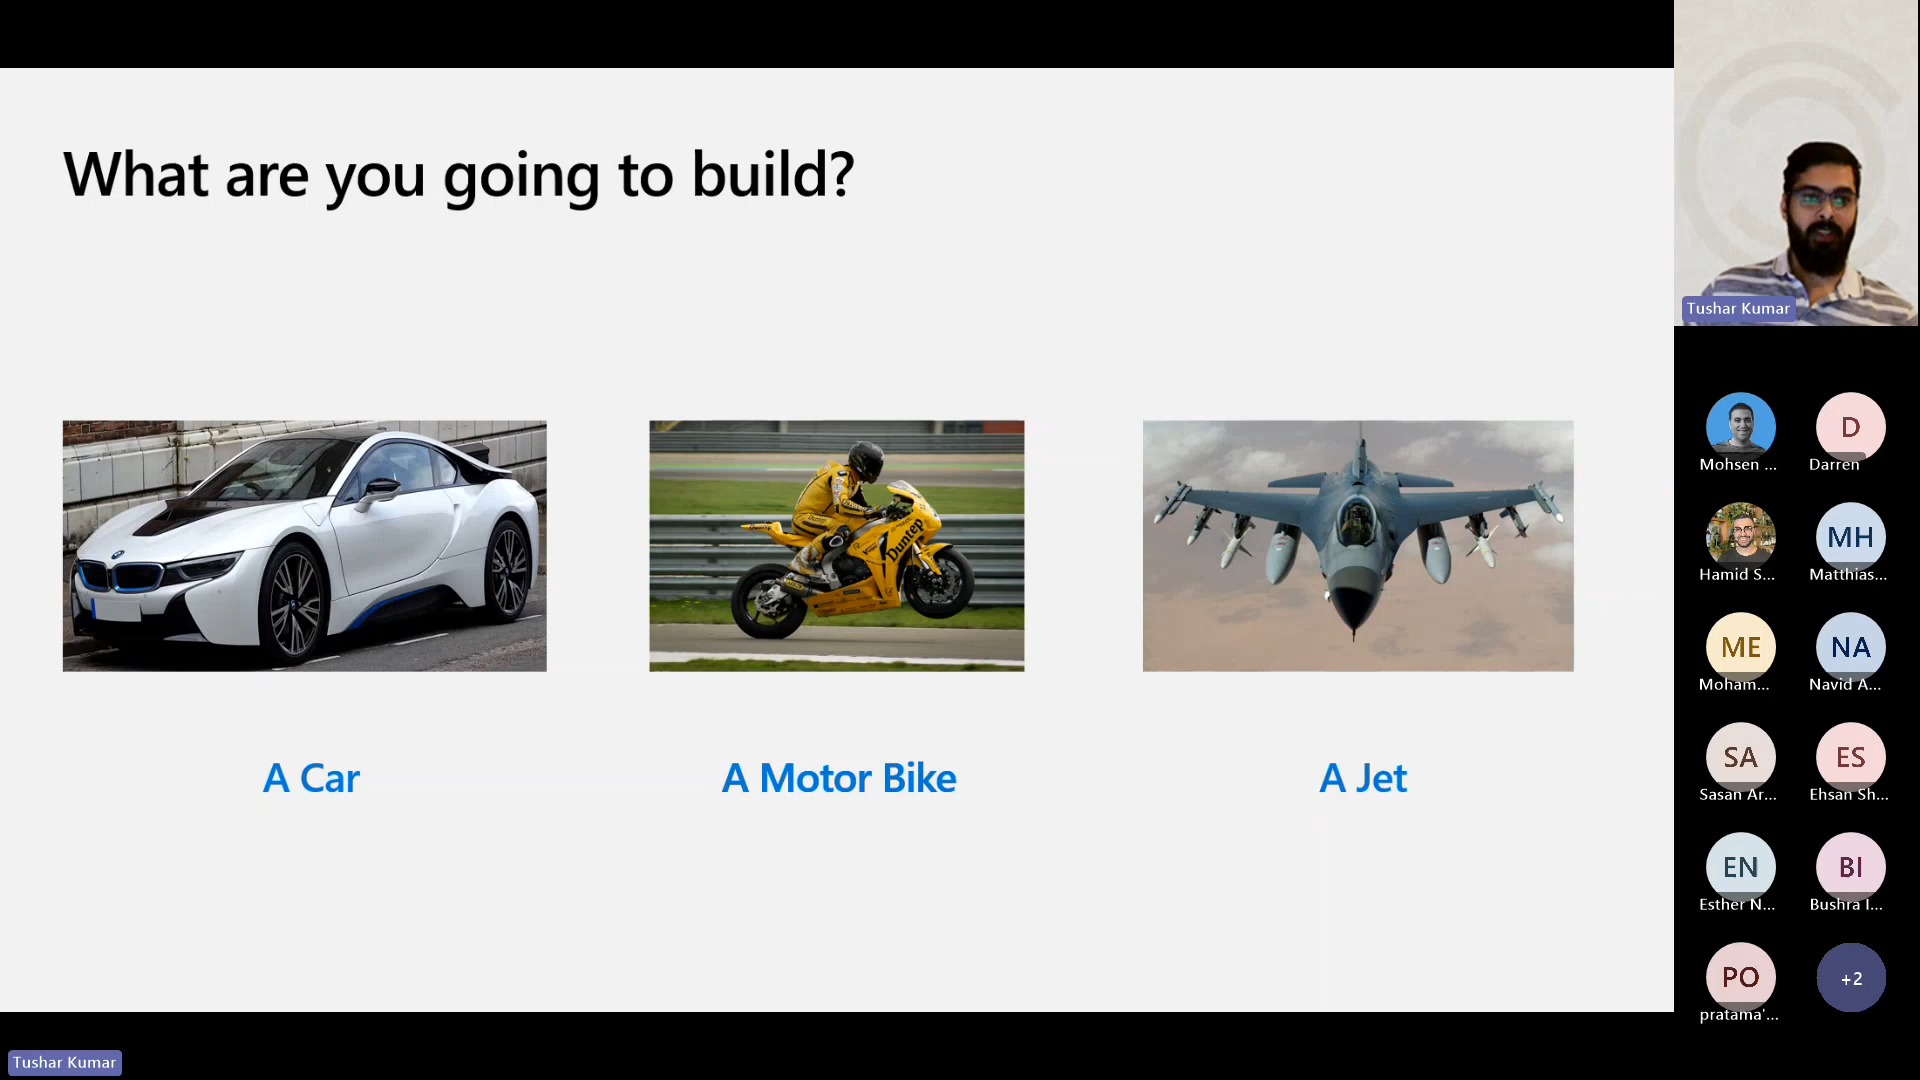 What are you going to build?
Duntep
A Car
A Motor Bike
A Jet
Tushar Kumar
D
Mohsen ...
Darren
MH
Hamid S...
Matthias...
ME
NA
Moham...
Navid A...
SA
ES
Sasan Ar...
Ehsan Sh...
EN
BI
Esther N...
Bushra I...
PO
+2
pratama'...
Tushar Kumar